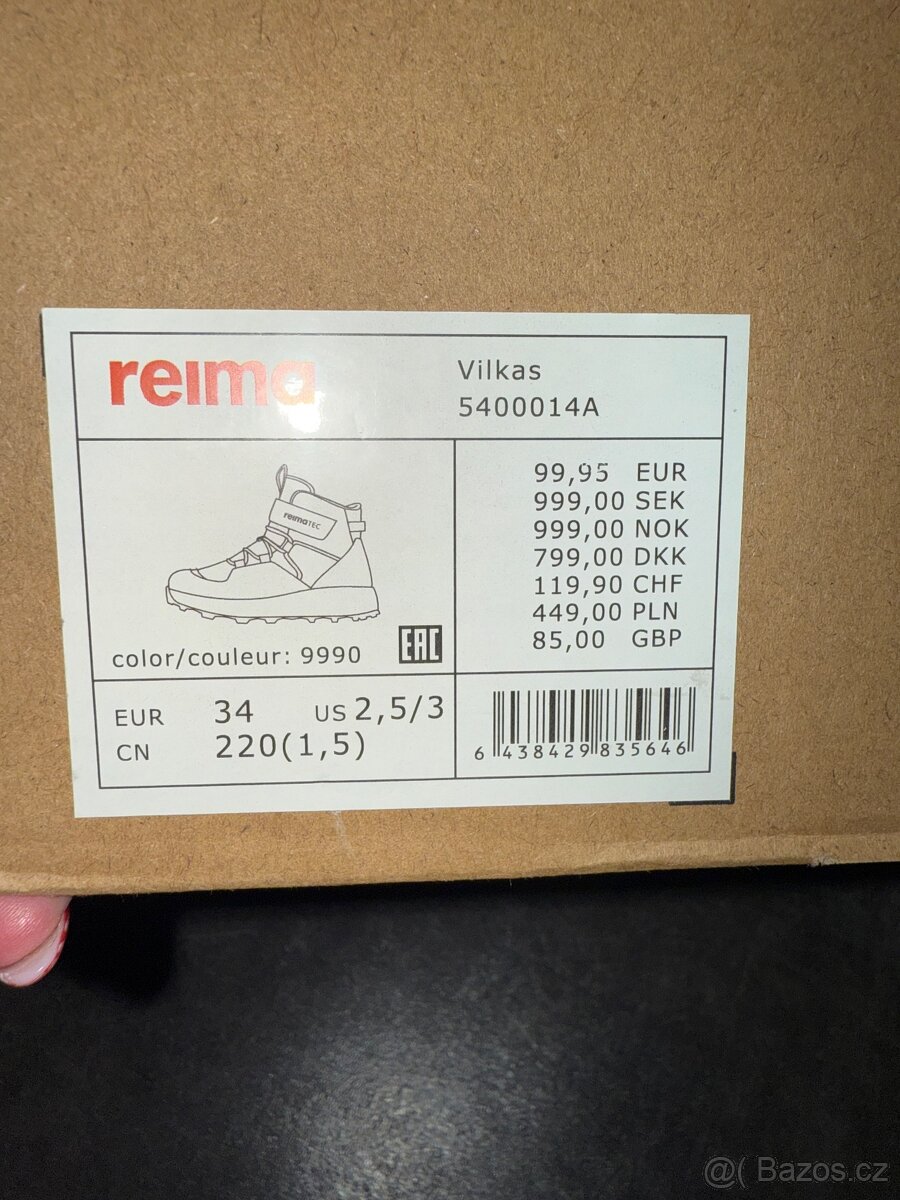 reima
Vilkas
5400014A
reimaTEC
color/couleur: 9990
EAC
99,95 EUR
999,00 SEK
999,00 NOK
799,00 DKK
119,90 CHF
449,00 PLN
85,00 GBP
EUR 34 US 2,5/3
CN 220(1,5)
6 438429 835646
@( Bazos.cz